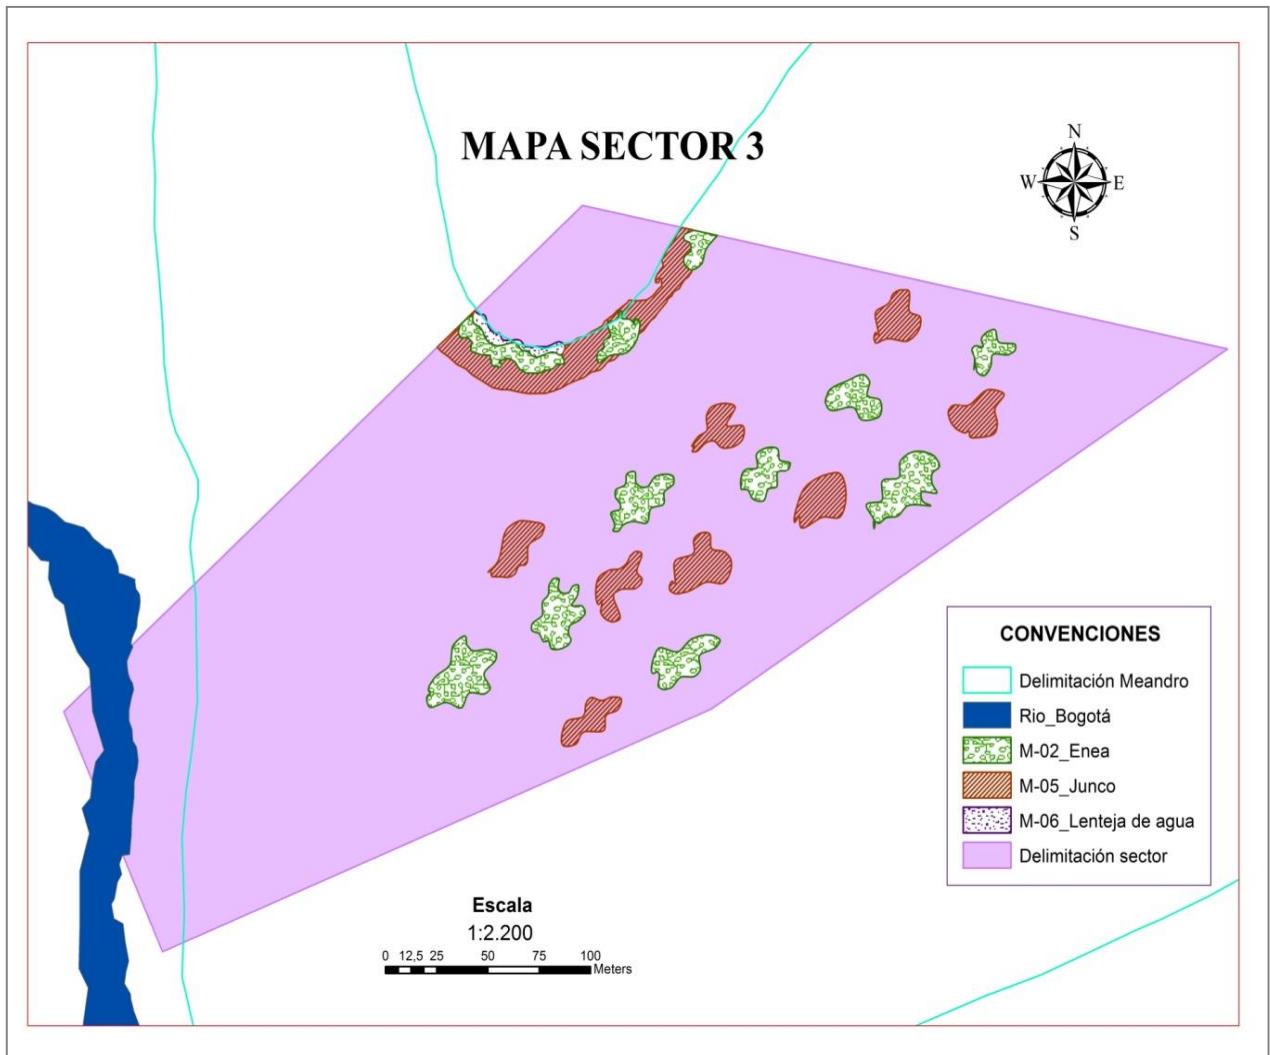 MAPA SECTOR 3
N
W E
S
CONVENCIONES
Delimitación Meandro
Rio_Bogotá
M-02_Enea
M-05_Junco
M-06_Lenteja de agua
Delimitación sector
Escala
1:2.200
0 12,5 25 50 75 100
Meters